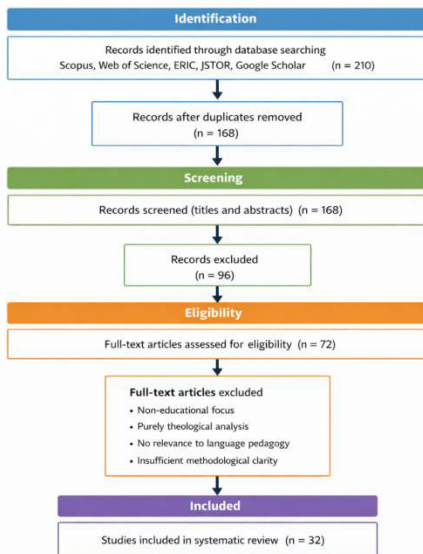 Identification
Records identified through database searching
Scopus, Web of Science, ERIC, JSTOR, Google Scholar (n = 210)
Records after duplicates removed
(n = 168)
Screening
Records screened (titles and abstracts) (n = 168)
Records excluded
(n = 96)
Eligibility
Full-text articles assessed for eligibility (n = 72)
Full-text articles excluded
• Non-educational focus
• Purely theological analysis
• No relevance to language pedagogy
• Insufficient methodological clarity
Included
Studies included in systematic review (n = 32)